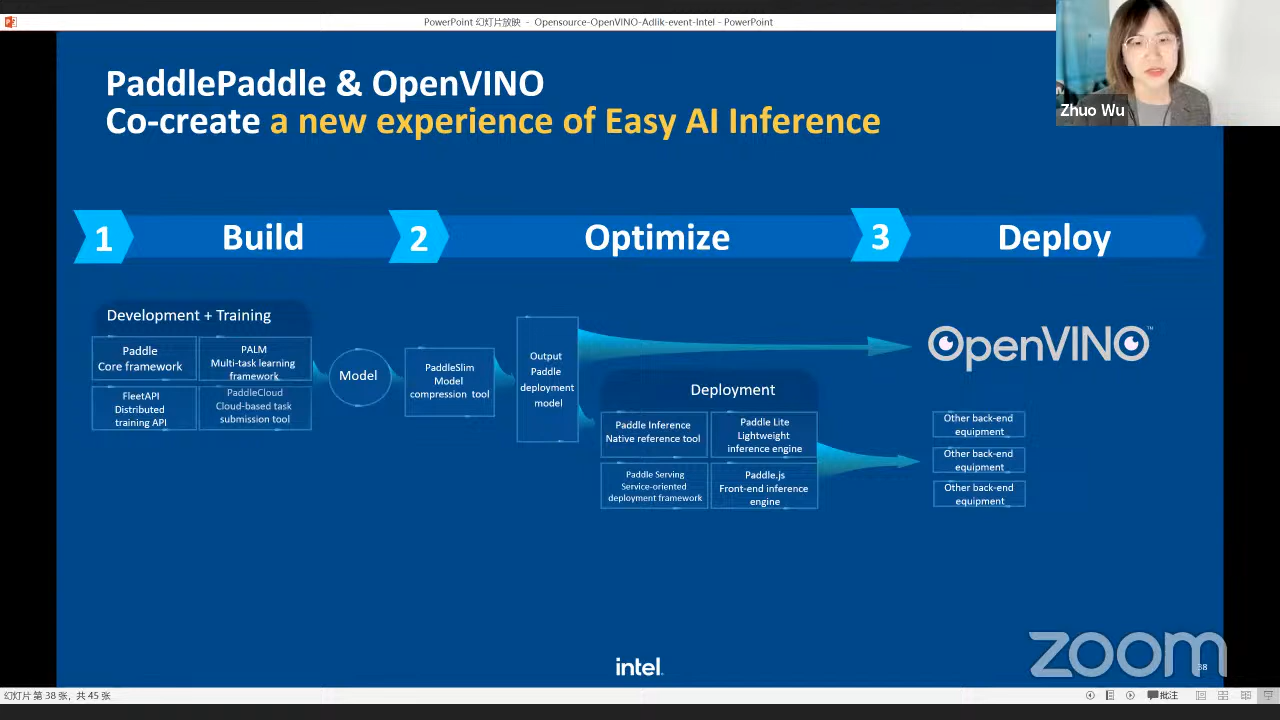 PowerPoint 幻灯片放映 - Opensource-OpenVINO-Adlik-event-Intel - PowerPoint
Zhuo Wu
PaddlePaddle & OpenVINO
Co-create a new experience of Easy AI Inference
1 Build
2 Optimize
3 Deploy
Development + Training
Paddle
Core framework
PALM
Multi-task learning
framework
FleetAPI
Distributed
training API
PaddleCloud
Cloud-based task
submission tool
Model
PaddleSlim
Model
compression tool
Output
Paddle
deployment
model
OpenVINO™
Deployment
Paddle Inference
Native reference tool
Paddle Lite
Lightweight
inference engine
Paddle Serving
Service-oriented
deployment framework
Paddle.js
Front-end inference
engine
Other back-end
equipment
Other back-end
equipment
Other back-end
equipment
intel.
zoom
38
幻灯片 第 38 张，共 45 张
批注